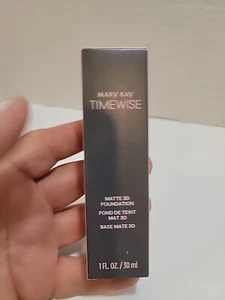 MARY KAY
TIMEWISE
MATTE 3D
FOUNDATION
FOND DE TEINT
MAT 3D
BASE MATE 3D
1 FL. OZ. / 30 ml